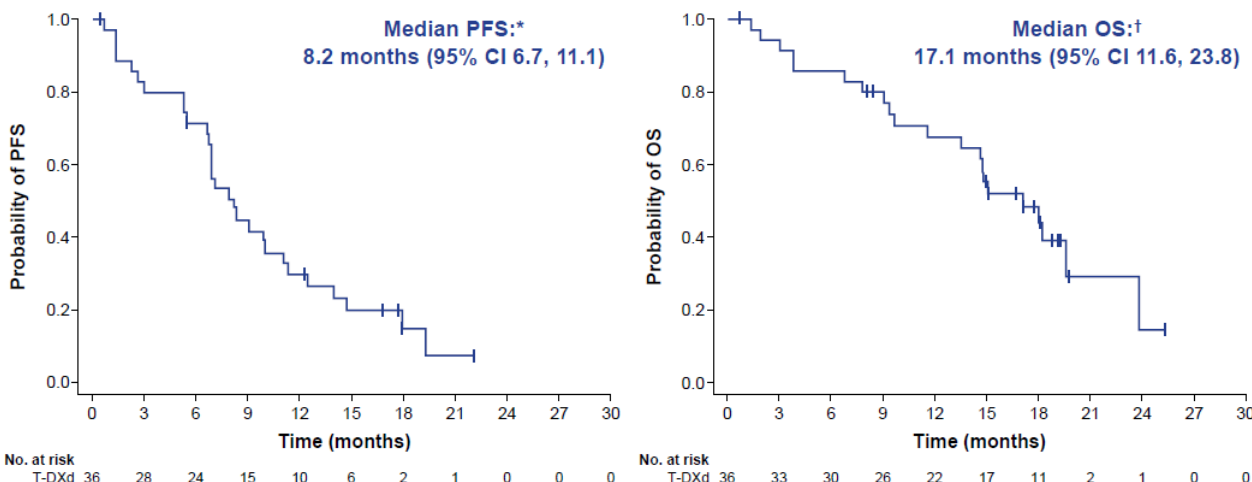 Median PFS:*
8.2 months (95% CI 6.7, 11.1)
Probability of PFS
1.0
0.8
0.6
0.4
0.2
0.0
0 3 6 9 12 15 18 21 24 27 30
Time (months)
No. at risk
T-DXd 36 28 24 15 10 6 2 1 0 0 0
Median OS:†
17.1 months (95% CI 11.6, 23.8)
Probability of OS
1.0
0.8
0.6
0.4
0.2
0.0
0 3 6 9 12 15 18 21 24 27 30
Time (months)
No. at risk
T-DXd 36 33 30 26 22 17 11 2 1 0 0